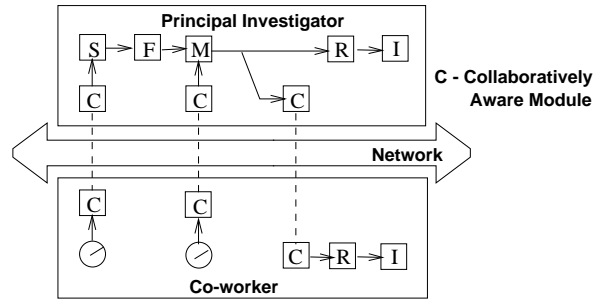 Principal Investigator
S F M R I
C C C
C - Collaboratively
Aware Module
Network
C C
C R I
Co-worker